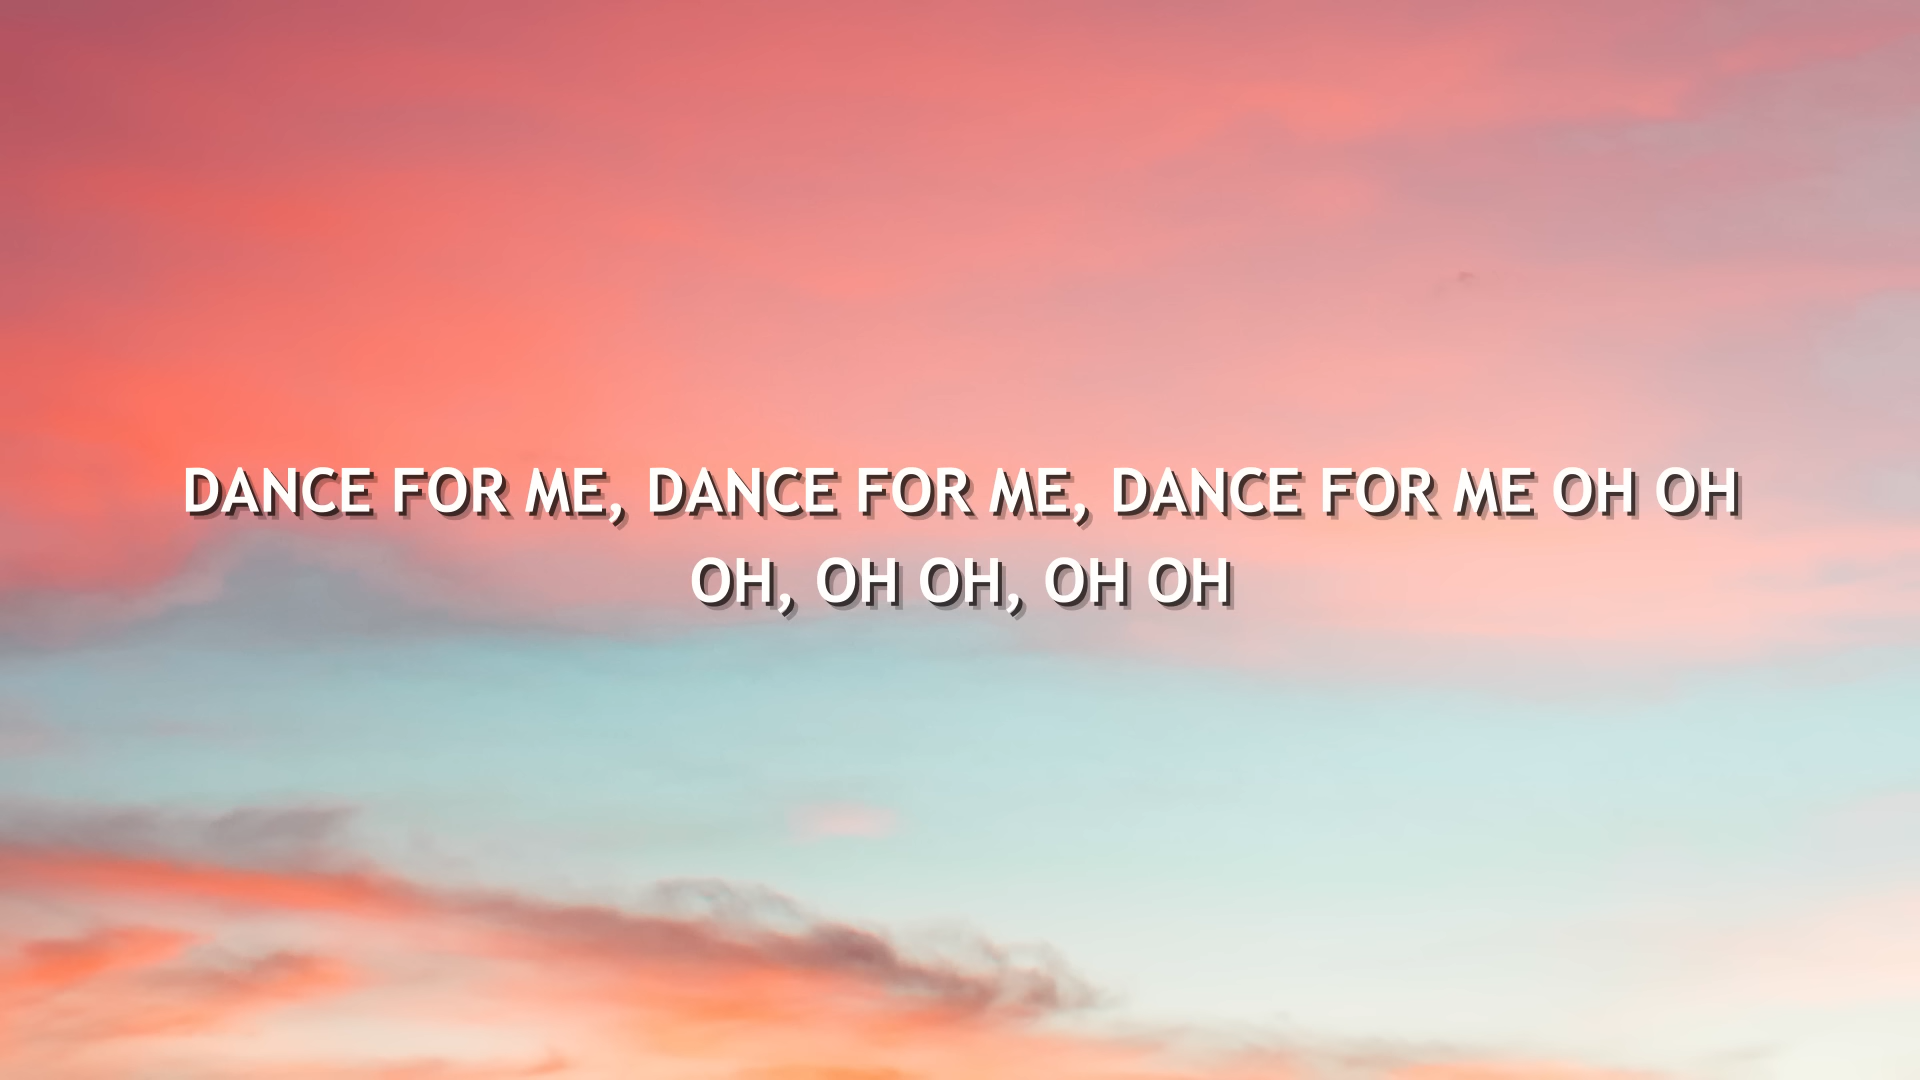 DANCE FOR ME, DANCE FOR ME, DANCE FOR ME OH OH
OH, OH OH, OH OH